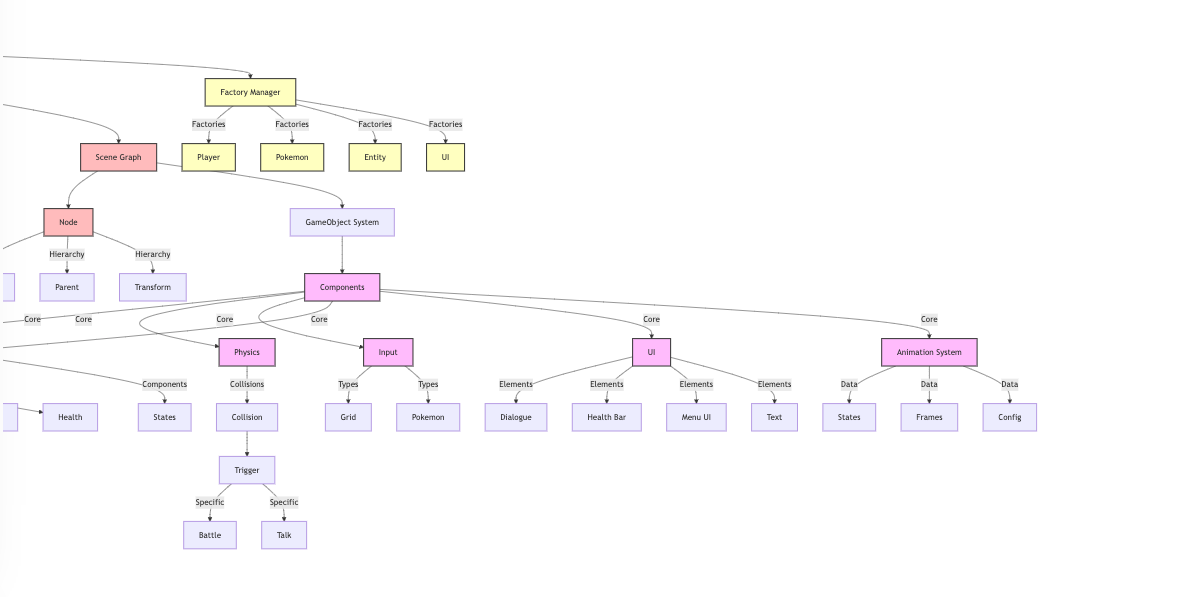 Factory Manager
Factories Factories Factories Factories
Scene Graph Player Pokemon Entity UI
Node GameObject System
Hierarchy Hierarchy
Parent Transform Components
Core Core Core Core Core Core
Physics Input UI Animation System
Components Collisions Types Types Elements Elements Elements Elements Data Data Data
Health States Collision Grid Pokemon Dialogue Health Bar Menu UI Text States Frames Config
Trigger
Specific Specific
Battle Talk